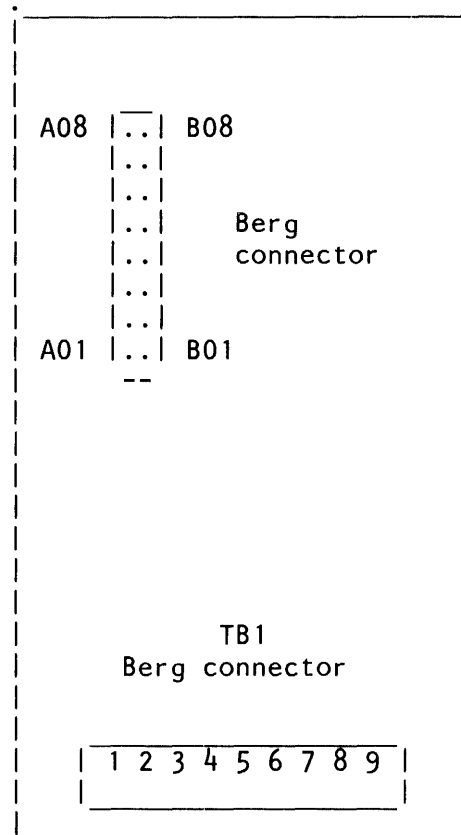 A08 |..| B08
|..|
|..|
|..| Berg
|..| connector
|..|
|..|
A01 |..| B01
--
TB1
Berg connector
| 1 2 3 4 5 6 7 8 9 |